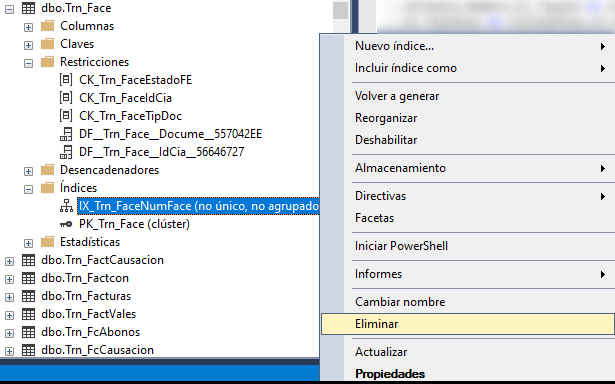 dbo.Trn_Face
Columnas
Claves
Restricciones
CK_Trn_FaceEstadoFE
CK_Trn_FaceIdCia
CK_Trn_FaceTipDoc
DF__Trn_Face__Docume__557042EE
DF__Trn_Face__IdCia__56646727
Desencadenadores
Índices
IX_Trn_FaceNumFace (no único, no agrupado
PK_Trn_Face (clúster)
Estadísticas
dbo.Trn_FactCausacion
dbo.Trn_Factcon
dbo.Trn_Facturas
dbo.Trn_FactVales
dbo.Trn_FcAbonos
dbo.Trn_FcCausacion
Nuevo índice...
Incluir índice como
Volver a generar
Reorganizar
Deshabilitar
Almacenamiento
Directivas
Facetas
Iniciar PowerShell
Informes
Cambiar nombre
Eliminar
Actualizar
Propiedades